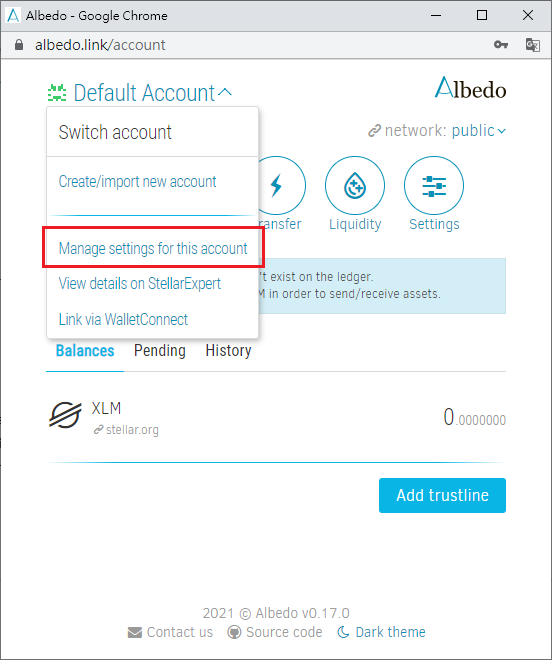 Albedo - Google Chrome
albedo.link/account
Default Account
Albedo
Switch account
network: public
Create/import new account
ransfer
Liquidity
Settings
Manage settings for this account
't exist on the ledger.
View details on StellarExpert
M in order to send/receive assets.
Link via WalletConnect
Balances Pending History
XLM
0.0000000
stellar.org
Add trustline
2021 © Albedo v0.17.0
Contact us Source code Dark theme